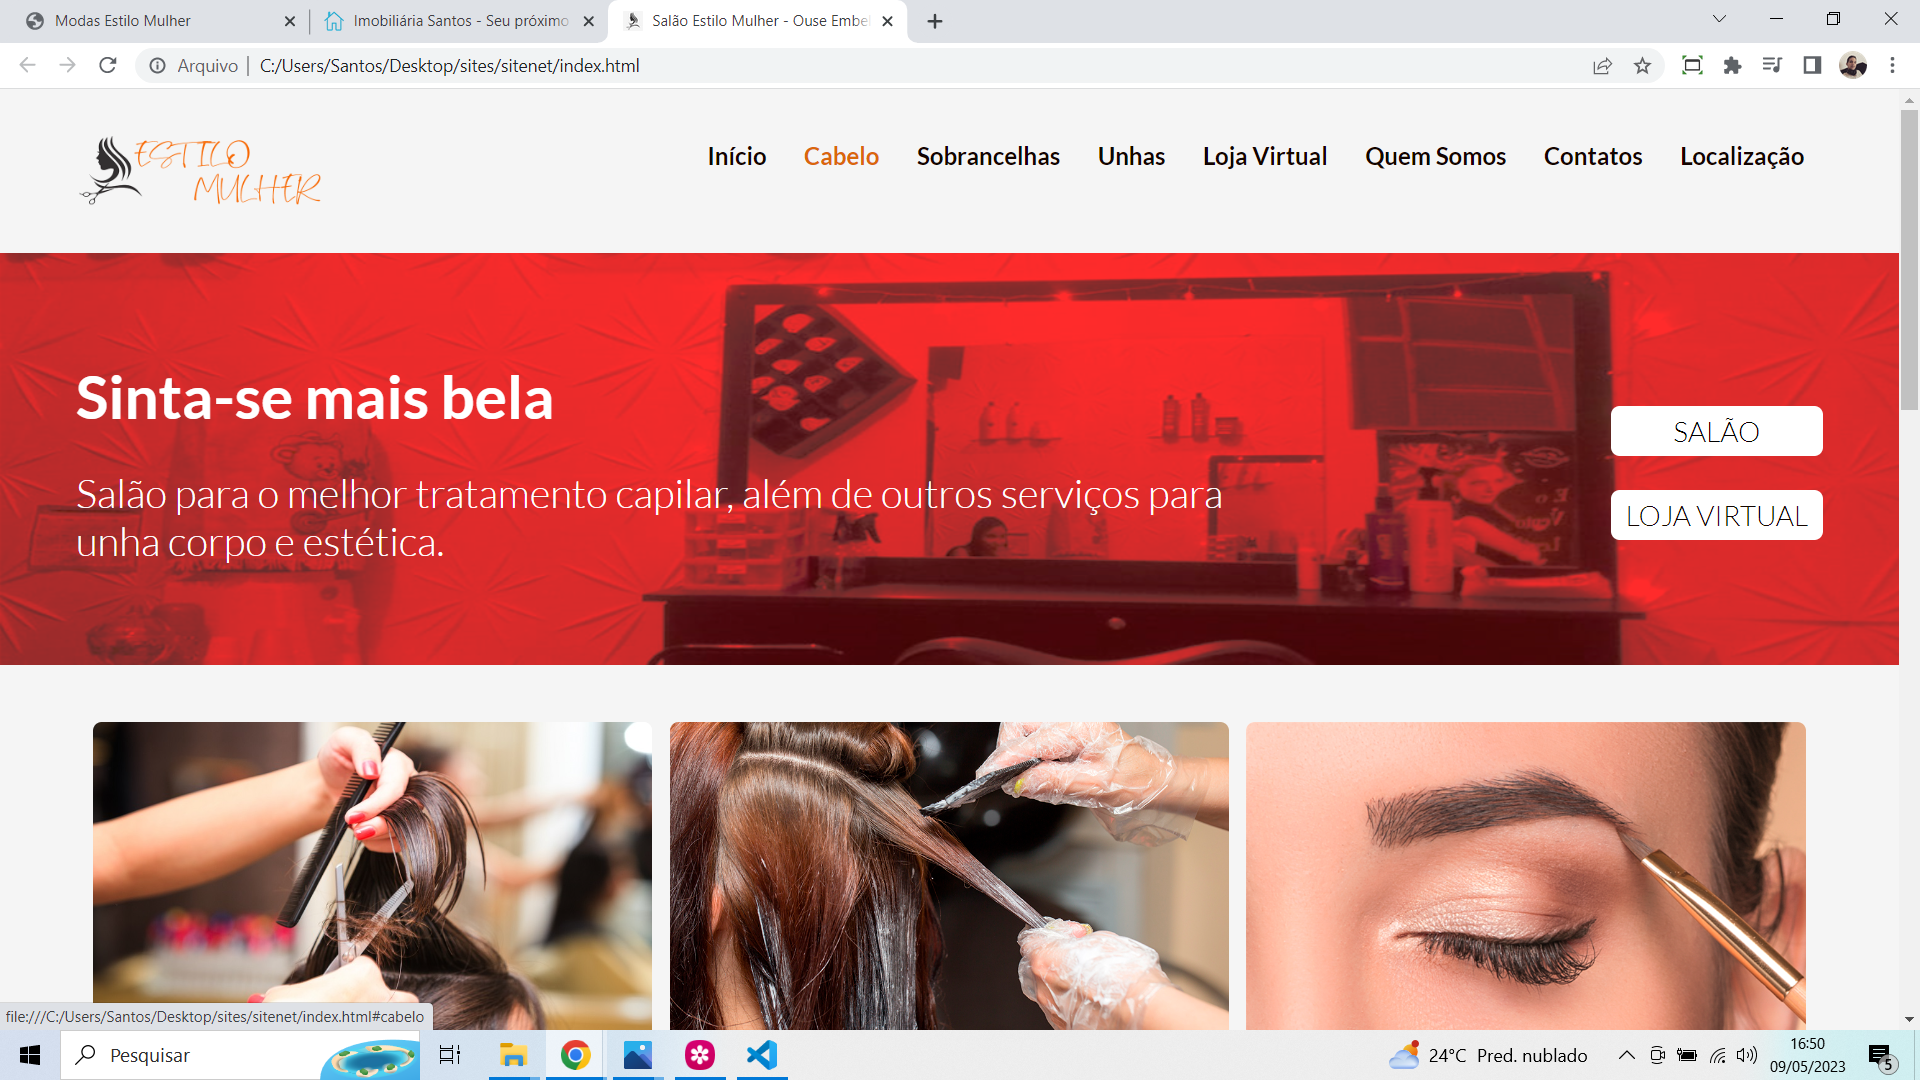 Modas Estilo Mulher
Imobiliária Santos - Seu próximo
Salão Estilo Mulher - Ouse Embel
Arquivo | C:/Users/Santos/Desktop/sites/sitenet/index.html
ESTILO
MULHER
Início Cabelo Sobrancelhas Unhas Loja Virtual Quem Somos Contatos Localização
Sinta-se mais bela
Salão para o melhor tratamento capilar, além de outros serviços para
unha corpo e estética.
SALÃO
LOJA VIRTUAL
file:///C:/Users/Santos/Desktop/sites/sitenet/index.html#cabelo
Pesquisar
24°C Pred. nublado
16:50
09/05/2023
5